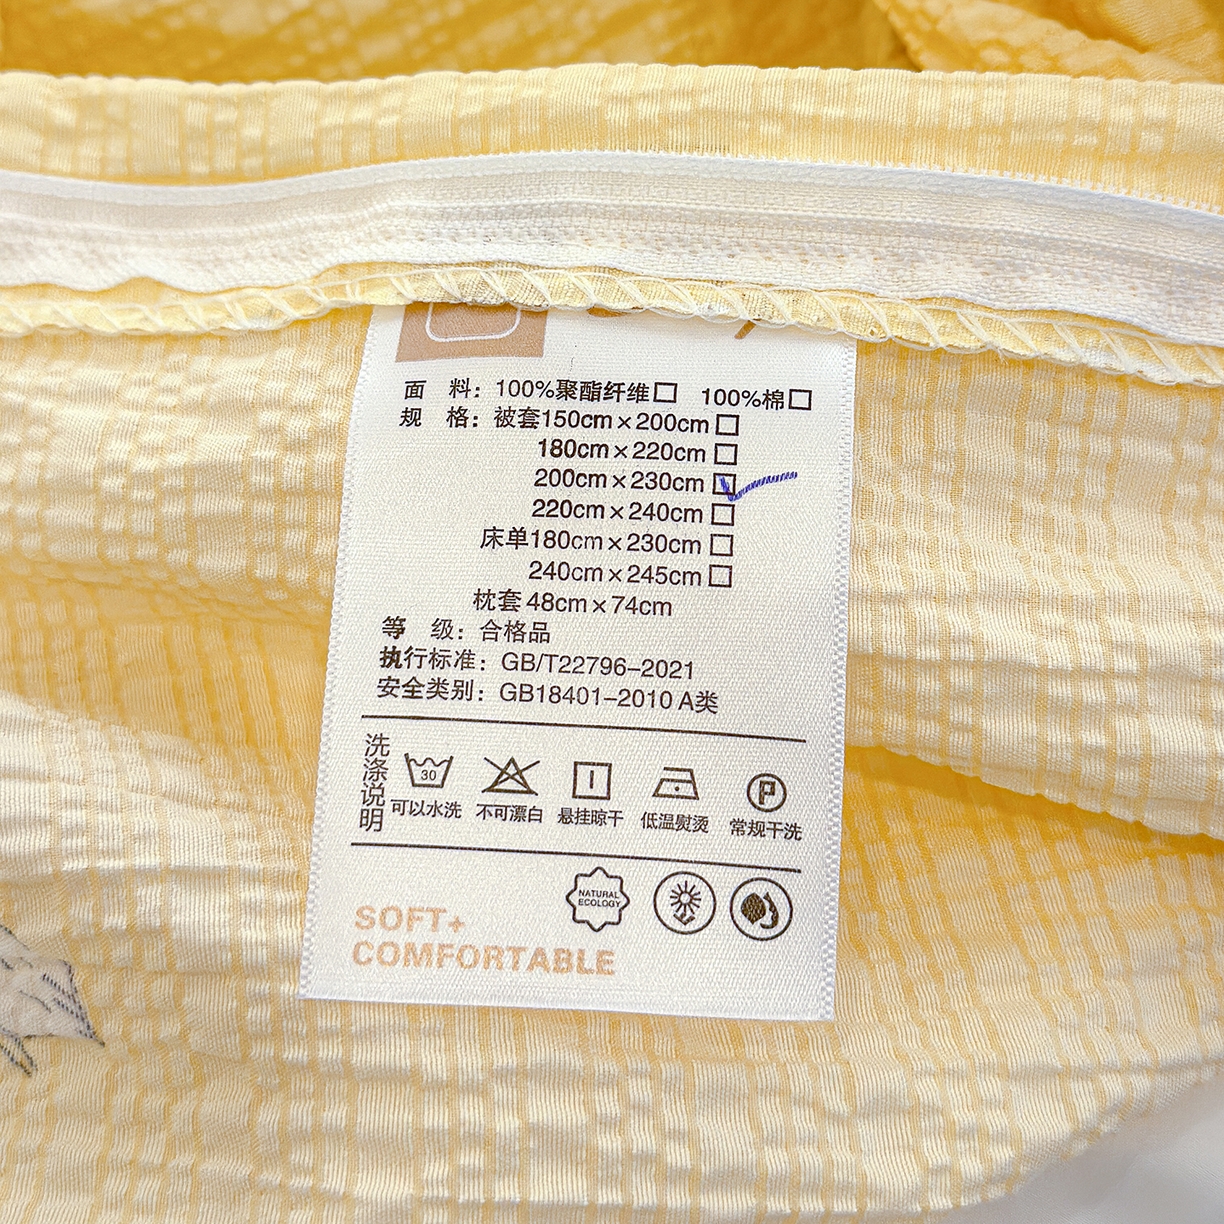 面 料：100%聚酯纤维□ 100%棉□
规 格：被套150cm×200cm□
180cm×220cm□
200cm×230cm☑
220cm×240cm□
床单180cm×230cm□
240cm×245cm□
枕套48cm×74cm
等 级：合格品
执行标准：GB/T22796-2021
安全类别：GB18401-2010 A类
洗涤说明
30
P
可以水洗 不可漂白 悬挂晾干 低温熨烫 常规干洗
NATURAL
ECOLOGY
SOFT+
COMFORTABLE